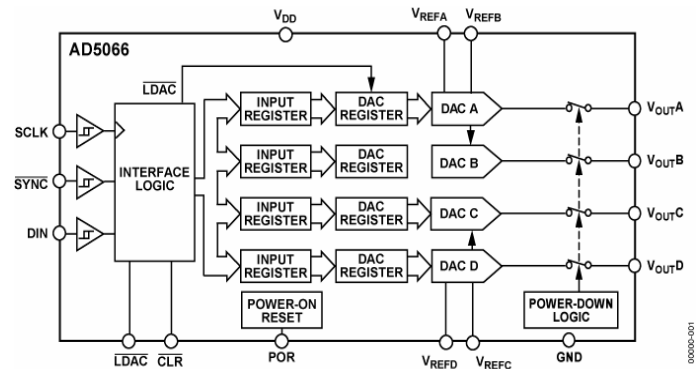 VDD
VREFA VREFB
AD5066
LDAC
INPUT REGISTER
DAC REGISTER
DAC A
VOUTA
SCLK
SYNC
DIN
INTERFACE LOGIC
INPUT REGISTER
DAC REGISTER
DAC B
VOUTB
INPUT REGISTER
DAC REGISTER
DAC C
VOUTC
INPUT REGISTER
DAC REGISTER
DAC D
VOUTD
POWER-ON RESET
POWER-DOWN LOGIC
LDAC CLR POR VREFD VREFC GND
00000-001